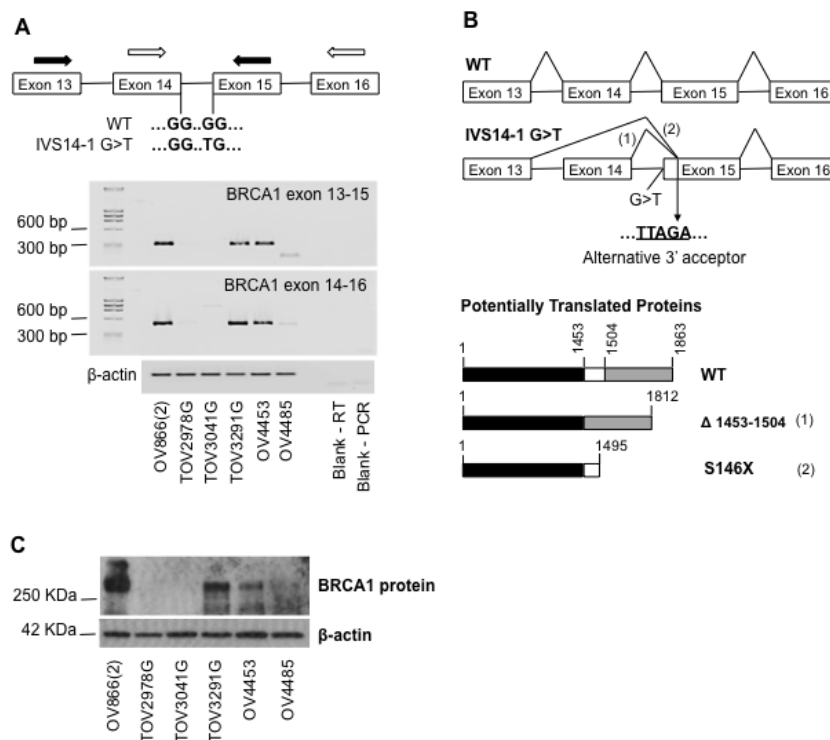 A
Exon 13
Exon 14
Exon 15
Exon 16
WT
...GG..GG...
IVS14-1 G>T
...GG..TG...
BRCA1 exon 13-15
600 bp
300 bp
BRCA1 exon 14-16
600 bp
300 bp
β-actin
OV866(2)
TOV2978G
TOV3041G
TOV3291G
OV4453
OV4485
Blank - RT
Blank - PCR
B
WT
Exon 13
Exon 14
Exon 15
Exon 16
IVS14-1 G>T
(1)
(2)
Exon 13
Exon 14
Exon 15
Exon 16
G>T
...TTAGA...
Alternative 3' acceptor
Potentially Translated Proteins
1
1453
1504
1863
WT
1
1812
Δ 1453-1504
(1)
1
1495
S146X
(2)
C
250 KDa
BRCA1 protein
42 KDa
β-actin
OV866(2)
TOV2978G
TOV3041G
TOV3291G
OV4453
OV4485